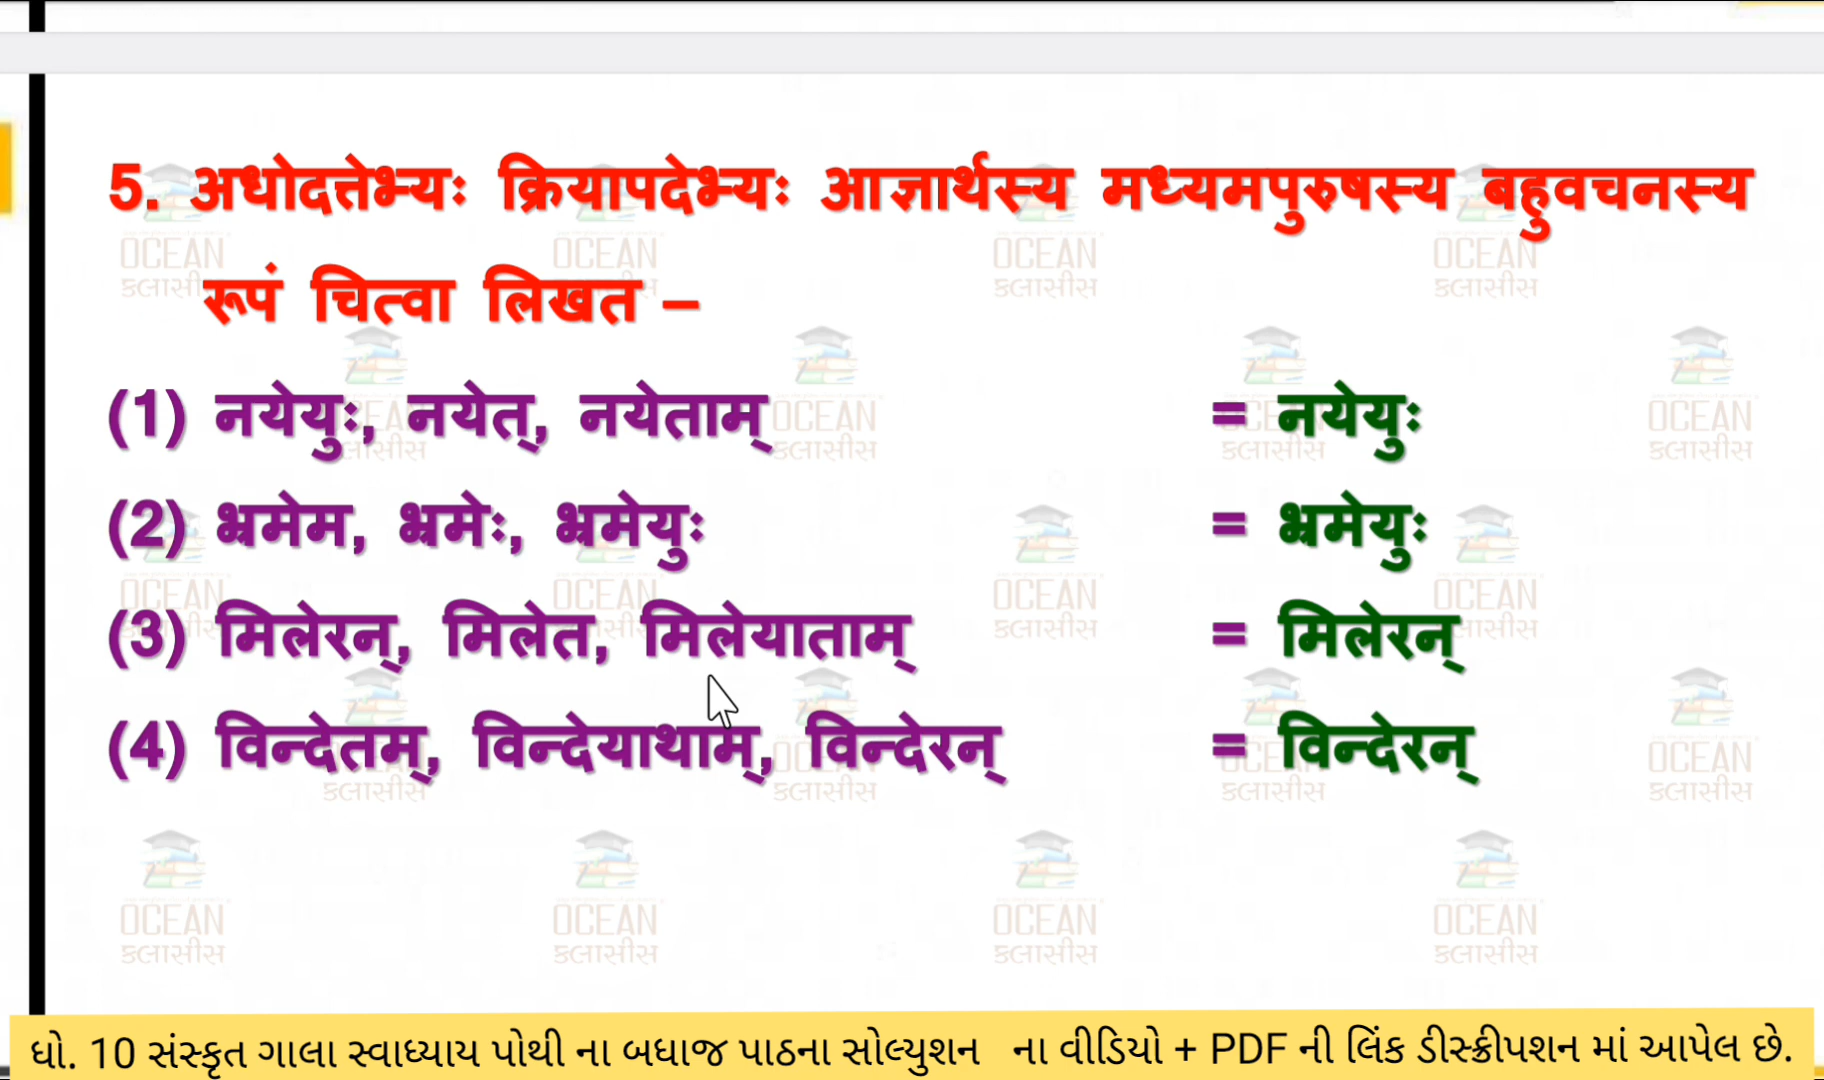 5. अधोदत्तेभ्यः क्रियापदेभ्यः आज्ञार्थस्य मध्यमपुरुषस्य बहुवचनस्य
रूपं चित्वा लिखत –
(1) नयेयुः, नयेत्, नयेताम् = नयेयुः
(2) भ्रमेम, भ्रमेः, भ्रमेयुः = भ्रमेयुः
(3) मिलेरन्, मिलेत, मिलेयाताम् = मिलेरन्
(4) विन्देतम्, विन्देयाथाम्, विन्देरन् = विन्देरन्
ધો. 10 સંસ્કૃત ગાલા સ્વાધ્યાય પોથી ના બધાજ પાઠના સોલ્યુશન ના વીડિયો + PDF ની લિંક ડીસ્ક્રીપશન માં આપેલ છે.
OCEAN
ક્લાસીસ